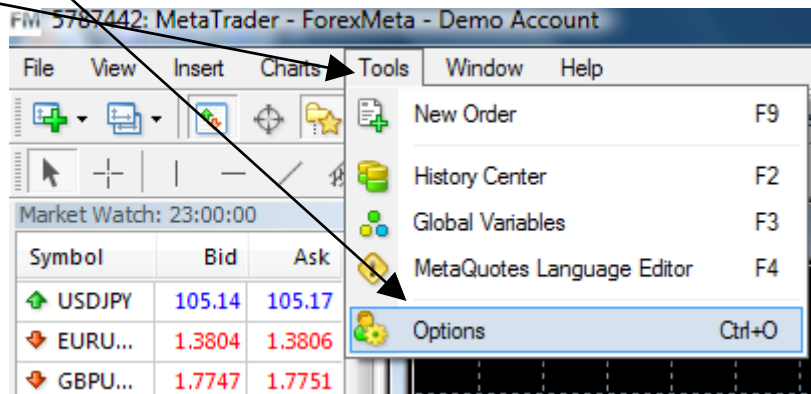 FM 5787442: MetaTrader - ForexMeta - Demo Account
File View Insert Charts Tools Window Help
New Order F9
History Center F2
Market Watch: 23:00:00
Global Variables F3
Symbol Bid Ask
MetaQuotes Language Editor F4
USDJPY 105.14 105.17
Options Ctrl+O
EURU... 1.3804 1.3806
GBPU... 1.7747 1.7751